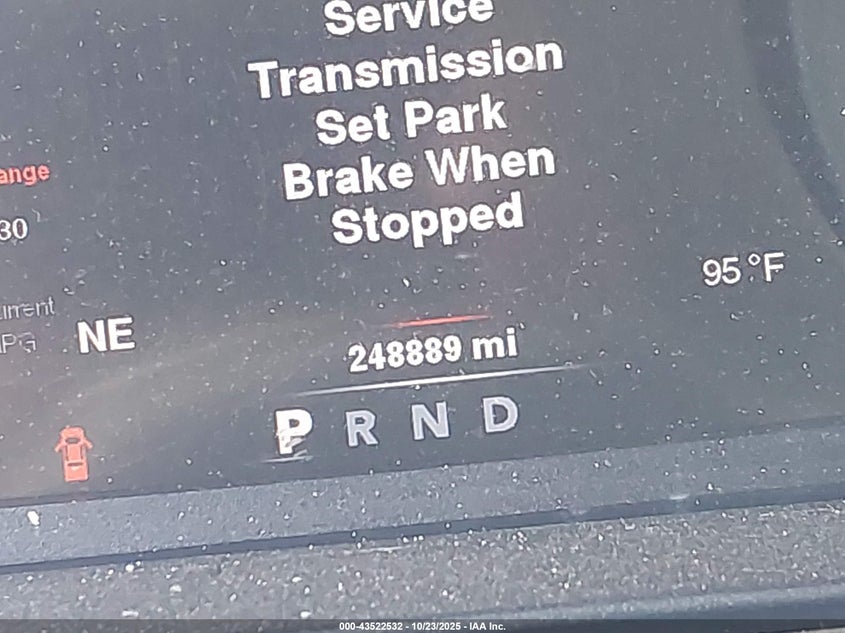 Service
Transmission
Set Park
Brake When
Stopped
ange
30
95 °F
NE
248889 mi
P R N D
000-43522532 - 10/23/2025 - IAA Inc.